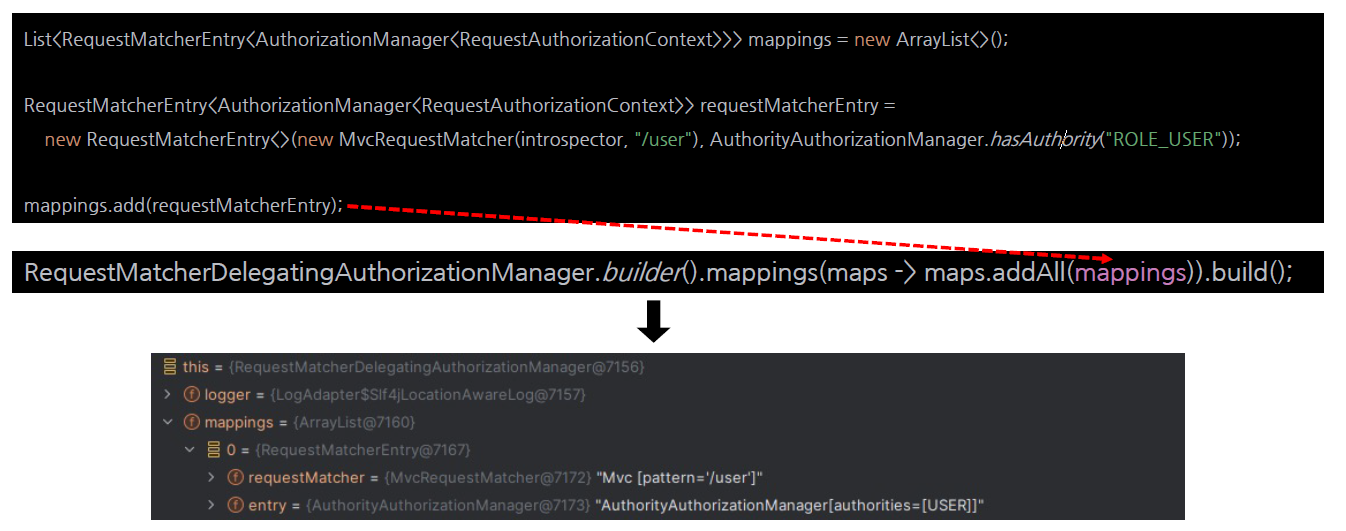 List<RequestMatcherEntry<AuthorizationManager<RequestAuthorizationContext>>> mappings = new ArrayList<>();
RequestMatcherEntry<AuthorizationManager<RequestAuthorizationContext>> requestMatcherEntry =
new RequestMatcherEntry<>(new MvcRequestMatcher(introspector, "/user"), AuthorityAuthorizationManager.hasAuthority("ROLE_USER"));
mappings.add(requestMatcherEntry);
RequestMatcherDelegatingAuthorizationManager.builder().mappings(maps -> maps.addAll(mappings)).build();
this = {RequestMatcherDelegatingAuthorizationManager@7156}
f logger = {LogAdapter$Slf4jLocationAwareLog@7157}
f mappings = {ArrayList@7160}
0 = {RequestMatcherEntry@7167}
f requestMatcher = {MvcRequestMatcher@7172} "Mvc [pattern='/user']"
f entry = {AuthorityAuthorizationManager@7173} "AuthorityAuthorizationManager[authorities=[USER]]"